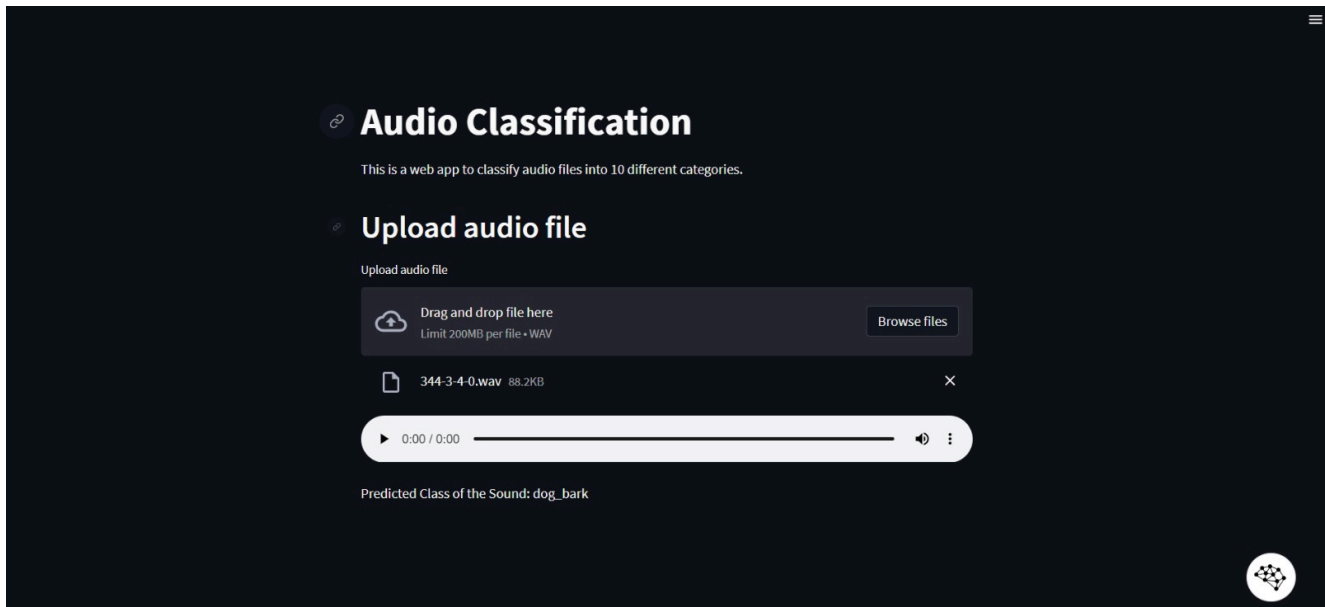 Audio Classification
This is a web app to classify audio files into 10 different categories.
Upload audio file
Upload audio file
Drag and drop file here
Limit 200MB per file • WAV
Browse files
344-3-4-0.wav 88.2KB
0:00 / 0:00
Predicted Class of the Sound: dog_bark